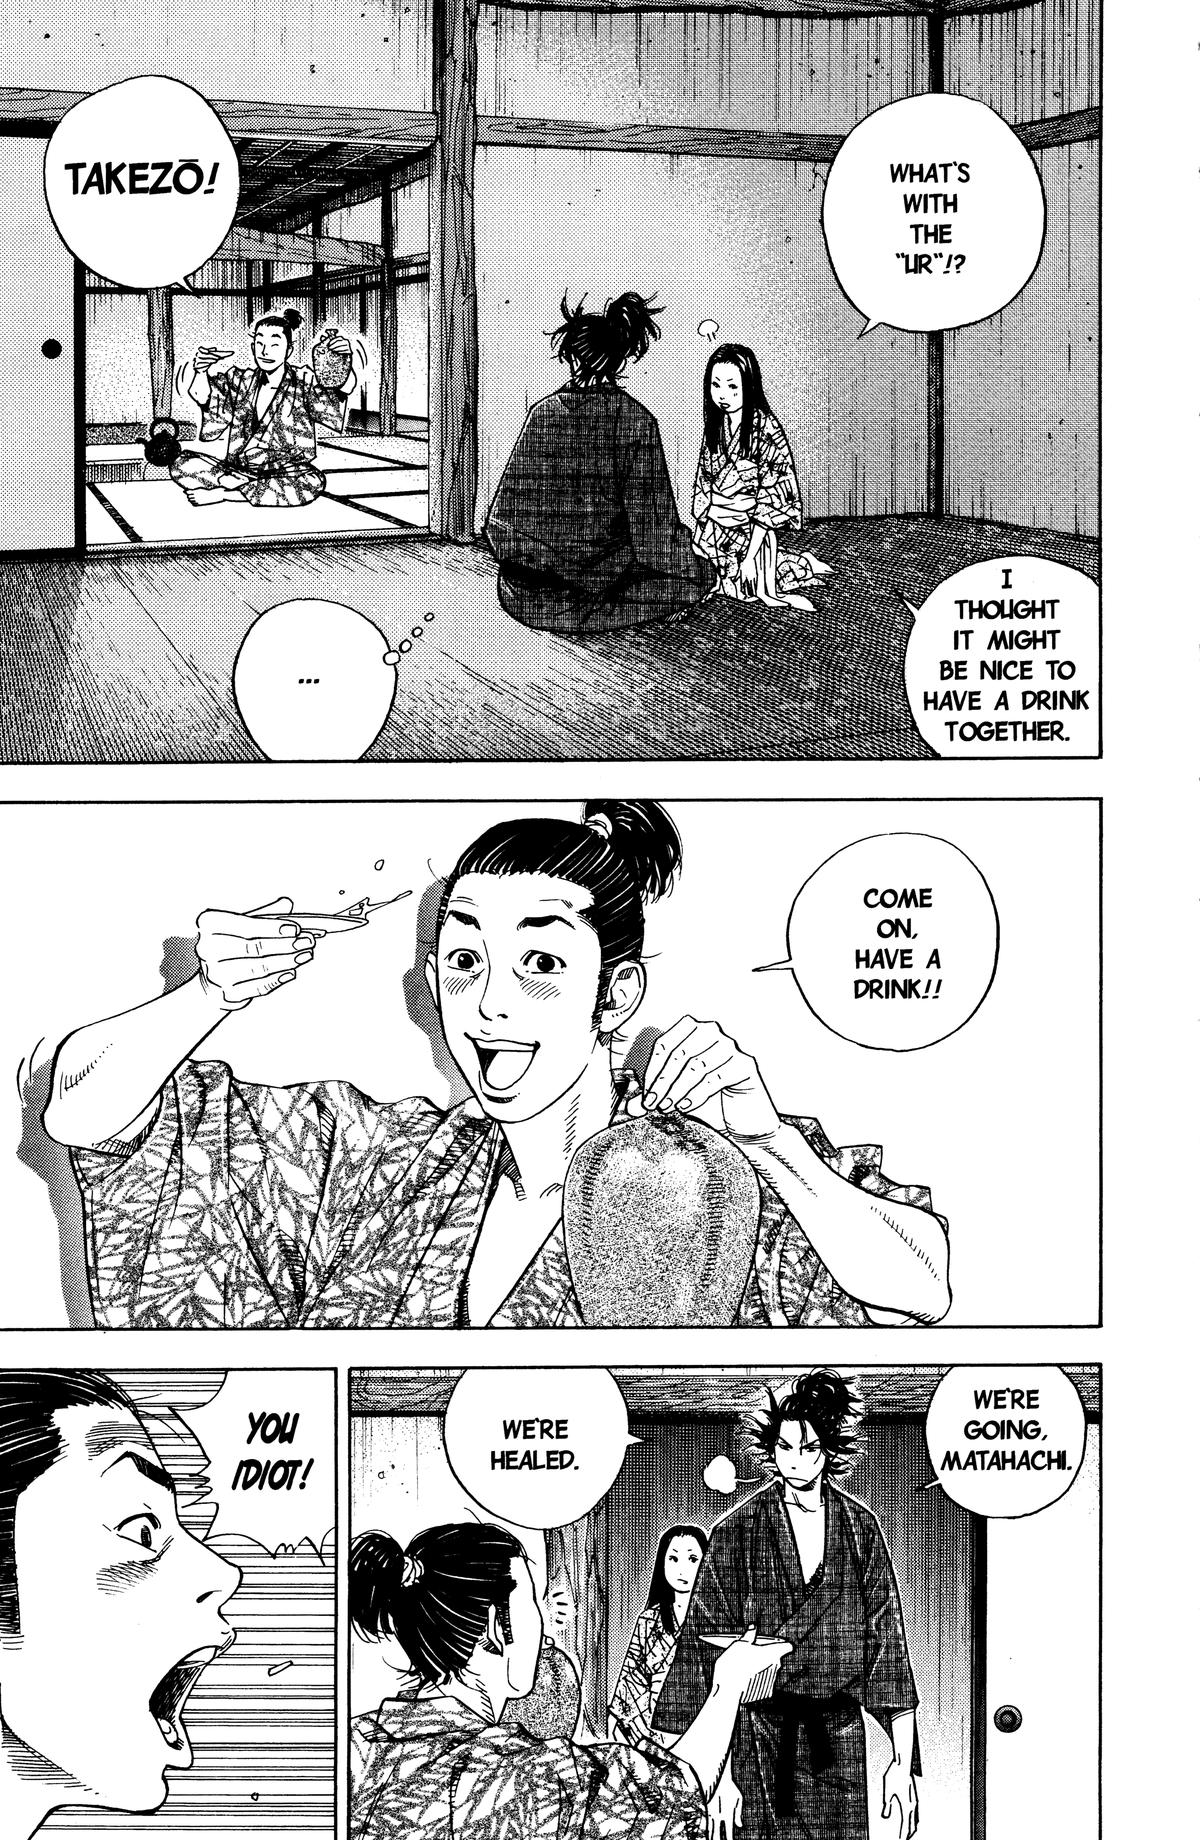 WHAT'S
WITH
THE
"UR"!?
I
THOUGHT
IT MIGHT
BE NICE TO
HAVE A DRINK
TOGETHER.
TAKEZŌ!
...
COME
ON,
HAVE A
DRINK!!
WE'RE
GOING,
MATAHACHI.
WE'RE
HEALED.
YOU
IDIOT!